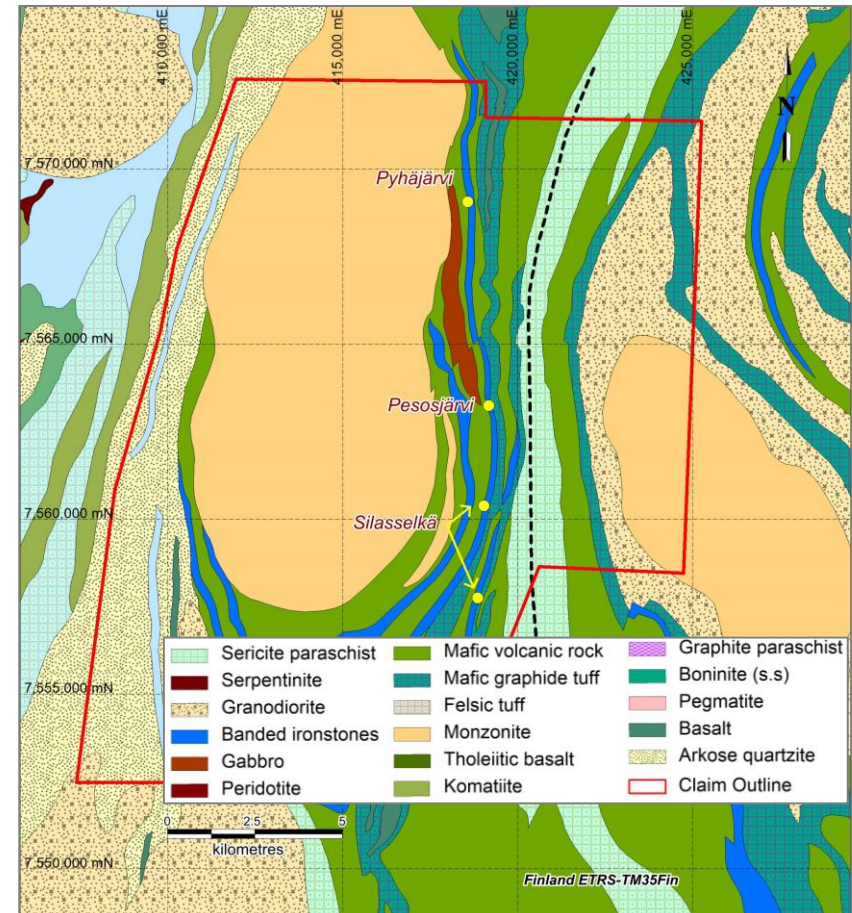 410,000 mE
415,000 mE
420,000 mE
425,000 mE
N
7,570,000 mN
Pyhäjärvi
7,565,000 mN
Pesosjärvi
7,560,000 mN
Silasselkä
7,555,000 mN
Sericite paraschist
Serpentinite
Granodiorite
Banded ironstones
Gabbro
Peridotite
Mafic volcanic rock
Mafic graphide tuff
Felsic tuff
Monzonite
Tholeiitic basalt
Komatiite
Graphite paraschist
Boninite (s.s)
Pegmatite
Basalt
Arkose quartzite
Claim Outline
0 2.5 5
kilometres
7,550,000 mN
Finland ETRS-TM35Fin